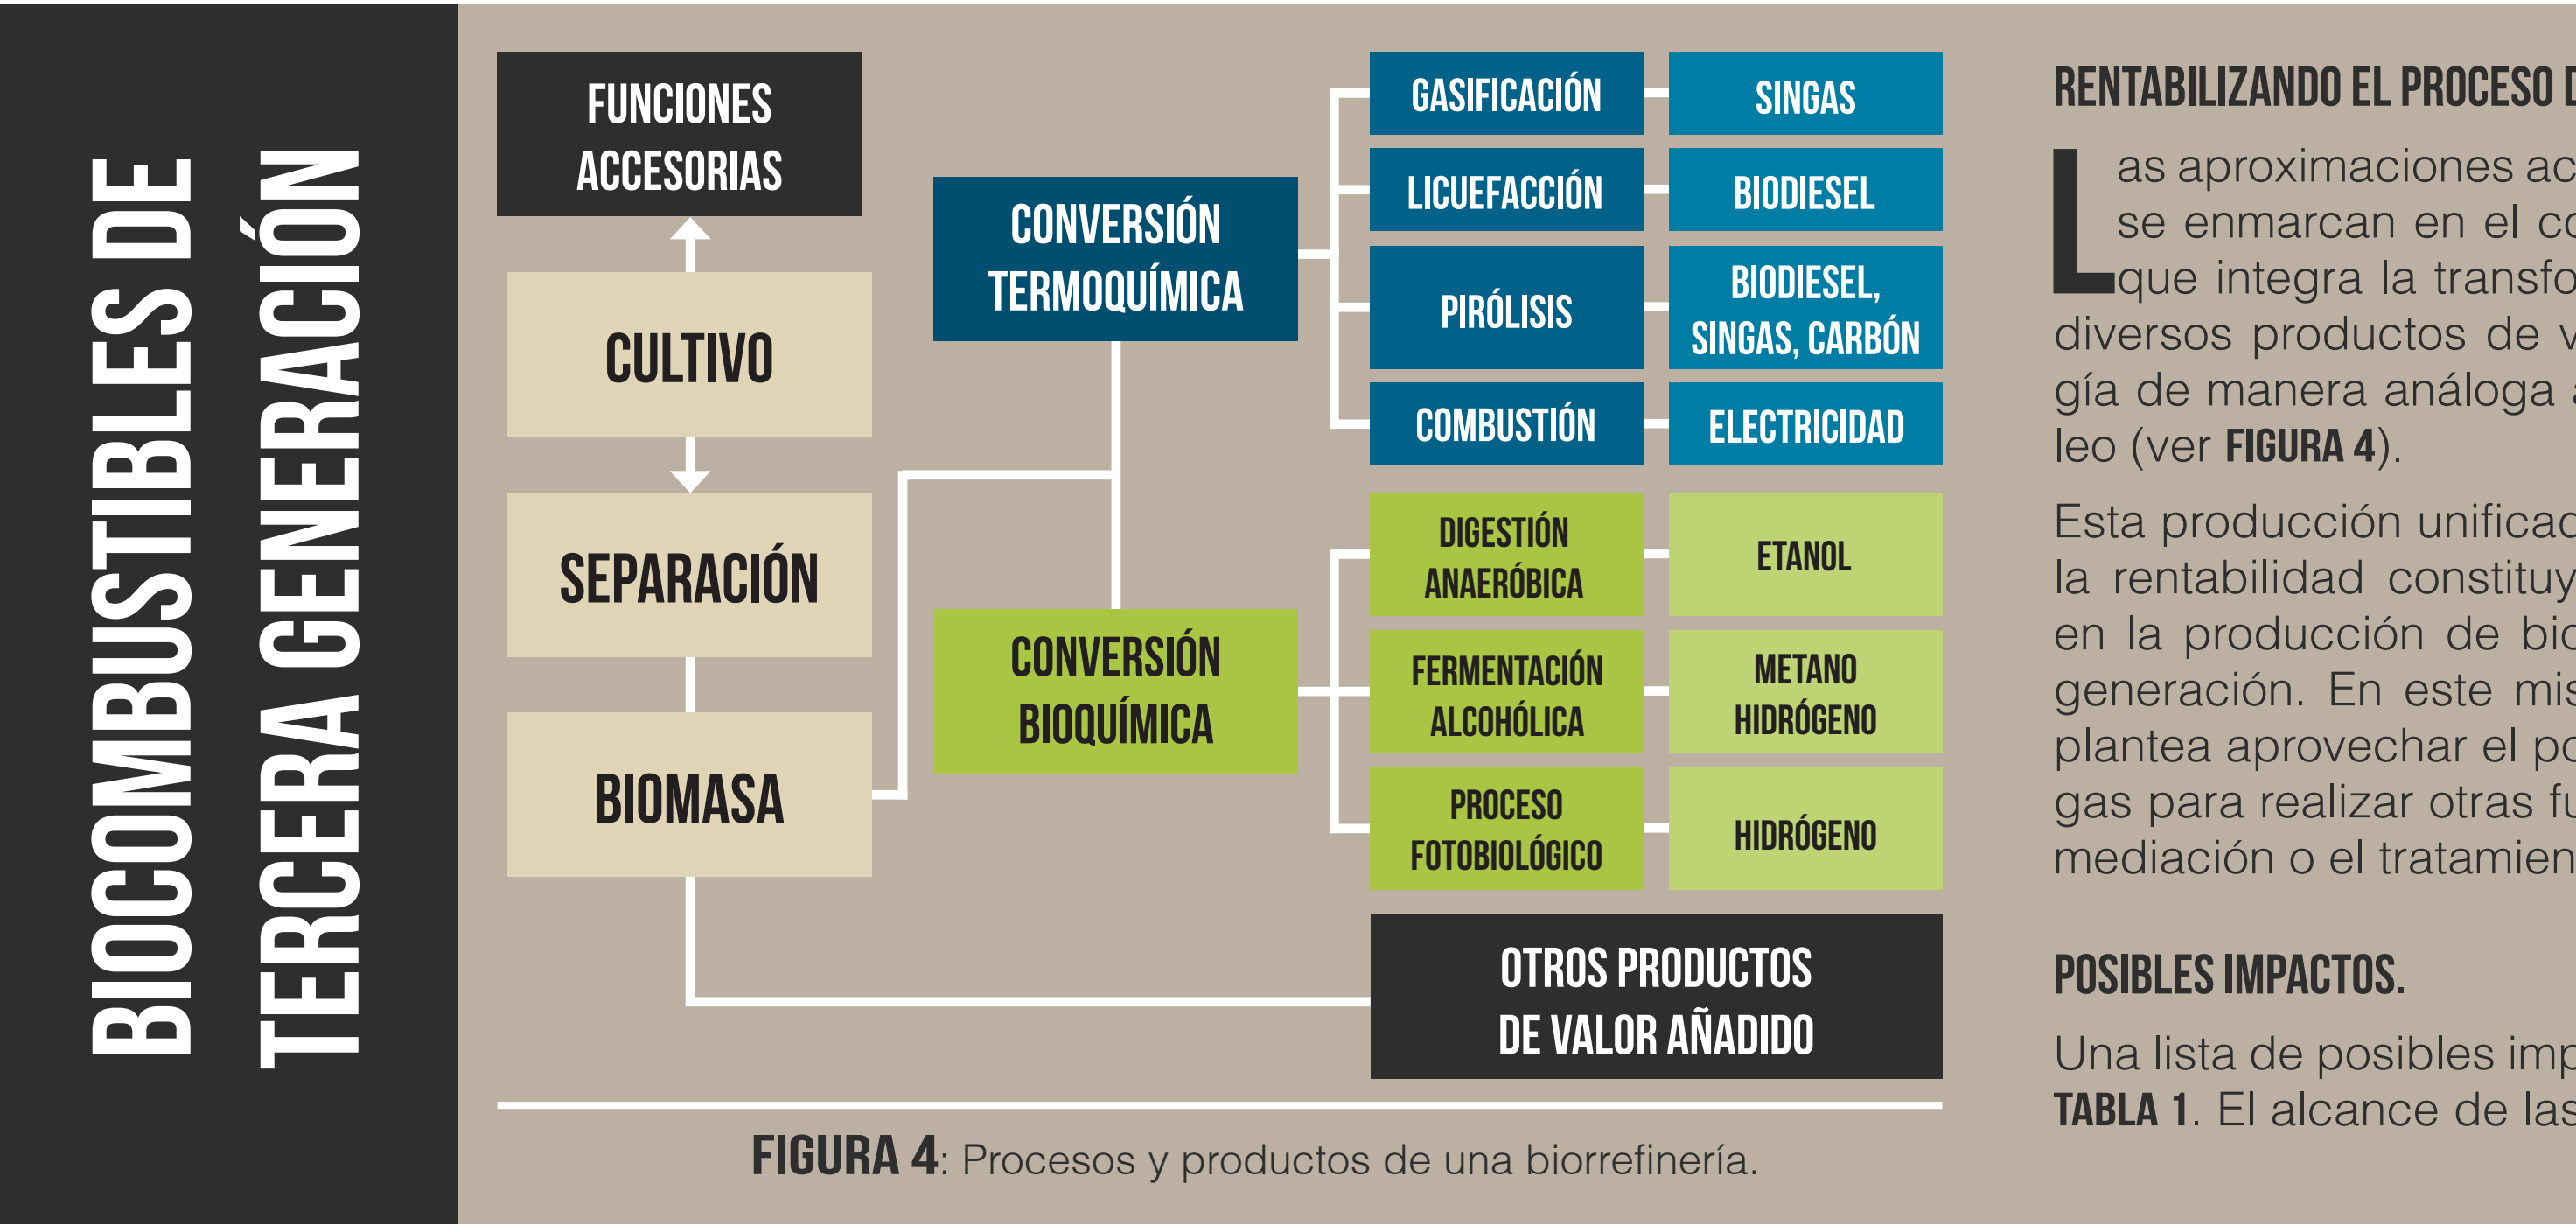 BIOCOMBUSTIBLES DE
TERCERA GENERACIÓN
FUNCIONES
ACCESORIAS
CULTIVO
SEPARACIÓN
BIOMASA
CONVERSIÓN
TERMOQUÍMICA
CONVERSIÓN
BIOQUÍMICA
GASIFICACIÓN
SINGAS
LICUEFACCIÓN
BIODIESEL
PIRÓLISIS
BIODIESEL,
SINGAS, CARBÓN
COMBUSTIÓN
ELECTRICIDAD
DIGESTIÓN
ANAERÓBICA
ETANOL
FERMENTACIÓN
ALCOHÓLICA
METANO
HIDRÓGENO
PROCESO
FOTOBIOLÓGICO
HIDRÓGENO
OTROS PRODUCTOS
DE VALOR AÑADIDO
FIGURA 4: Procesos y productos de una biorrefinería.
RENTABILIZANDO EL PROCESO
Las aproximaciones ac
se enmarcan en el co
que integra la transfo
diversos productos de v
gía de manera análoga a
leo (ver FIGURA 4).
Esta producción unificad
la rentabilidad constituy
en la producción de bio
generación. En este mis
plantea aprovechar el po
gas para realizar otras fu
mediación o el tratamien
POSIBLES IMPACTOS.
Una lista de posibles imp
TABLA 1. El alcance de las